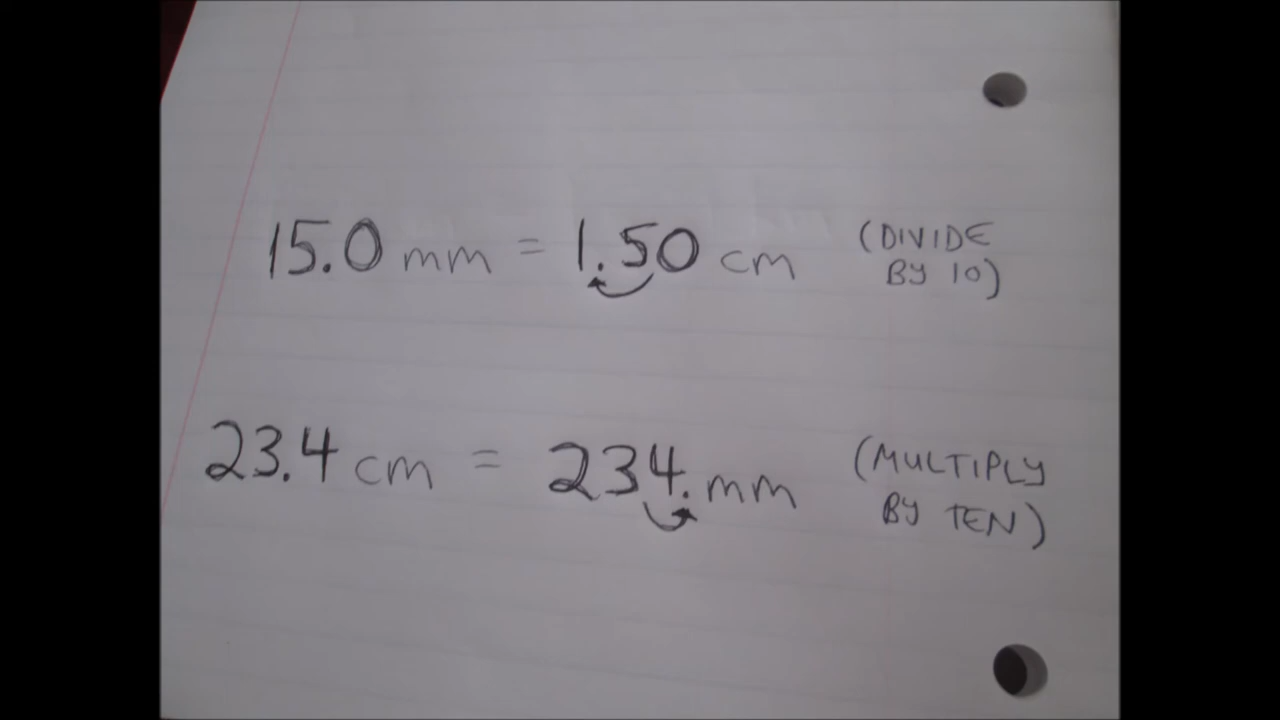 15.0 mm = 1.50 cm (DIVIDE
BY 10)
23.4 cm = 234. mm (MULTIPLY
BY TEN)